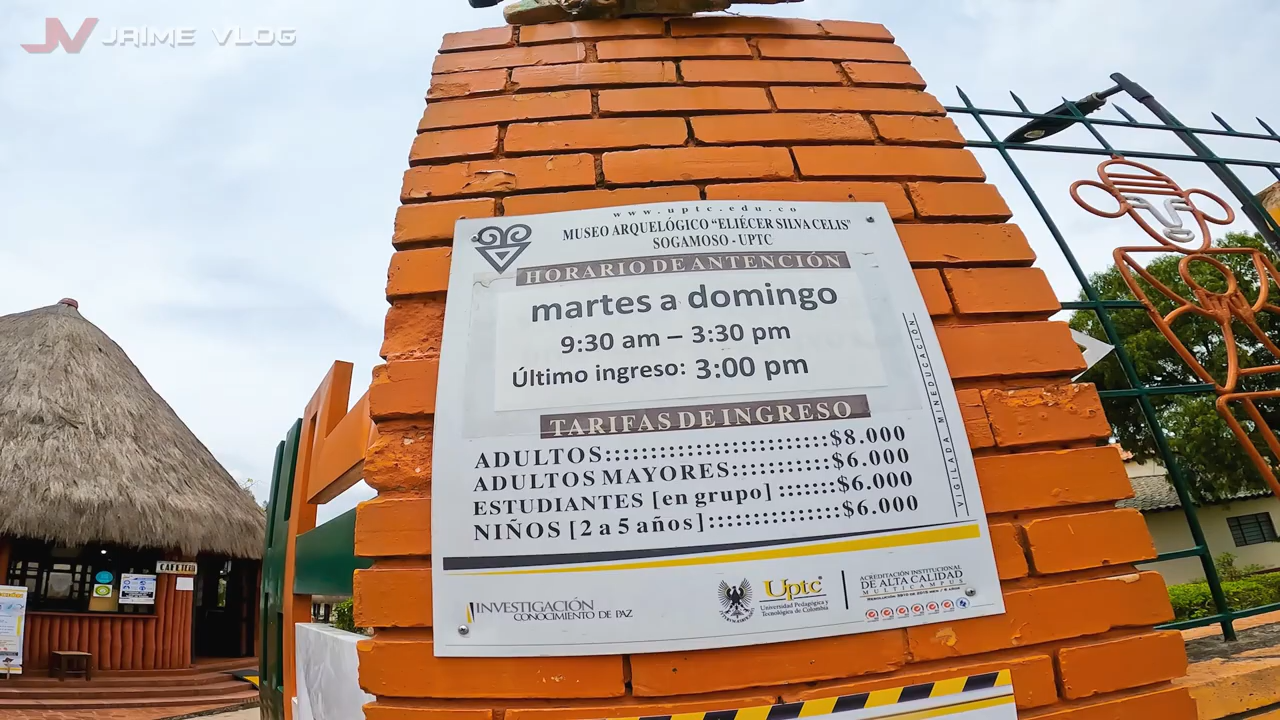 JV JAIME VLOG
www.uptc.edu.co
MUSEO ARQUELÓGICO “ELIÉCER SILVA CELIS”
SOGAMOSO - UPTC
HORARIO DE ANTENCIÓN
martes a domingo
9:30 am – 3:30 pm
Último ingreso: 3:00 pm
TARIFAS DE INGRESO
ADULTOS::::::::::::::::::::::::::::::$8.000
ADULTOS MAYORES:::::::::::::$6.000
ESTUDIANTES [en grupo] ::::::$6.000
NIÑOS [2 a 5 años]::::::::::::::::::$6.000
VIGILADA MINEDUCACIÓN
INVESTIGACIÓN
CONOCIMIENTO DE PAZ
Uptc
Universidad Pedagógica y
Tecnológica de Colombia
ACREDITACIÓN INSTITUCIONAL
DE ALTA CALIDAD
MULTICAMPUS